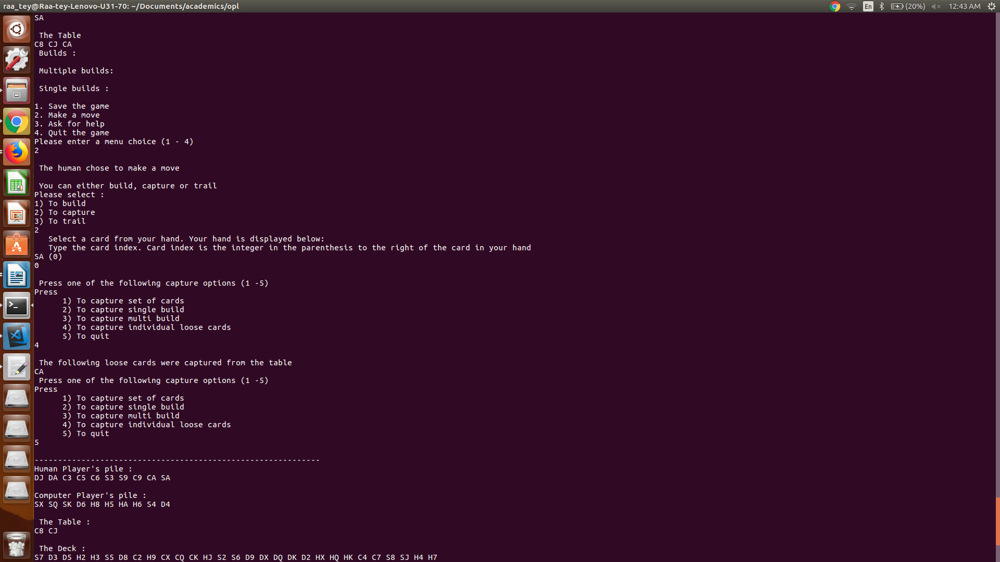 raa_tey@Raa-tey-Lenovo-U31-70: ~/Documents/academics/opl
En (20%) 12:43 AM
SA
The Table
C8 CJ CA
Builds :
Multiple builds:
Single builds :
1. Save the game
2. Make a move
3. Ask for help
4. Quit the game
Please enter a menu choice (1 - 4)
2
The human chose to make a move
You can either build, capture or trail
Please select :
1) To build
2) To capture
3) To trail
2
Select a card from your hand. Your hand is displayed below:
Type the card index. Card index is the integer in the parenthesis to the right of the card in your hand
SA (0)
0
Press one of the following capture options (1 -5)
Press
1) To capture set of cards
2) To capture single build
3) To capture multi build
4) To capture individual loose cards
5) To quit
4
The following loose cards were captured from the table
CA
Press one of the following capture options (1 -5)
Press
1) To capture set of cards
2) To capture single build
3) To capture multi build
4) To capture individual loose cards
5) To quit
5
-------------------------------------------------------------
Human Player's pile :
DJ DA C3 C5 C6 S3 S9 C9 CA SA
Computer Player's pile :
SX SQ SK D6 H8 H5 HA H6 S4 D4
The Table :
C8 CJ
The Deck :
S7 D3 D5 H2 H3 S5 D8 C2 H9 CX CQ CK HJ S2 S6 D9 DX DQ DK D2 HX HQ HK C4 C7 S8 SJ H4 H7